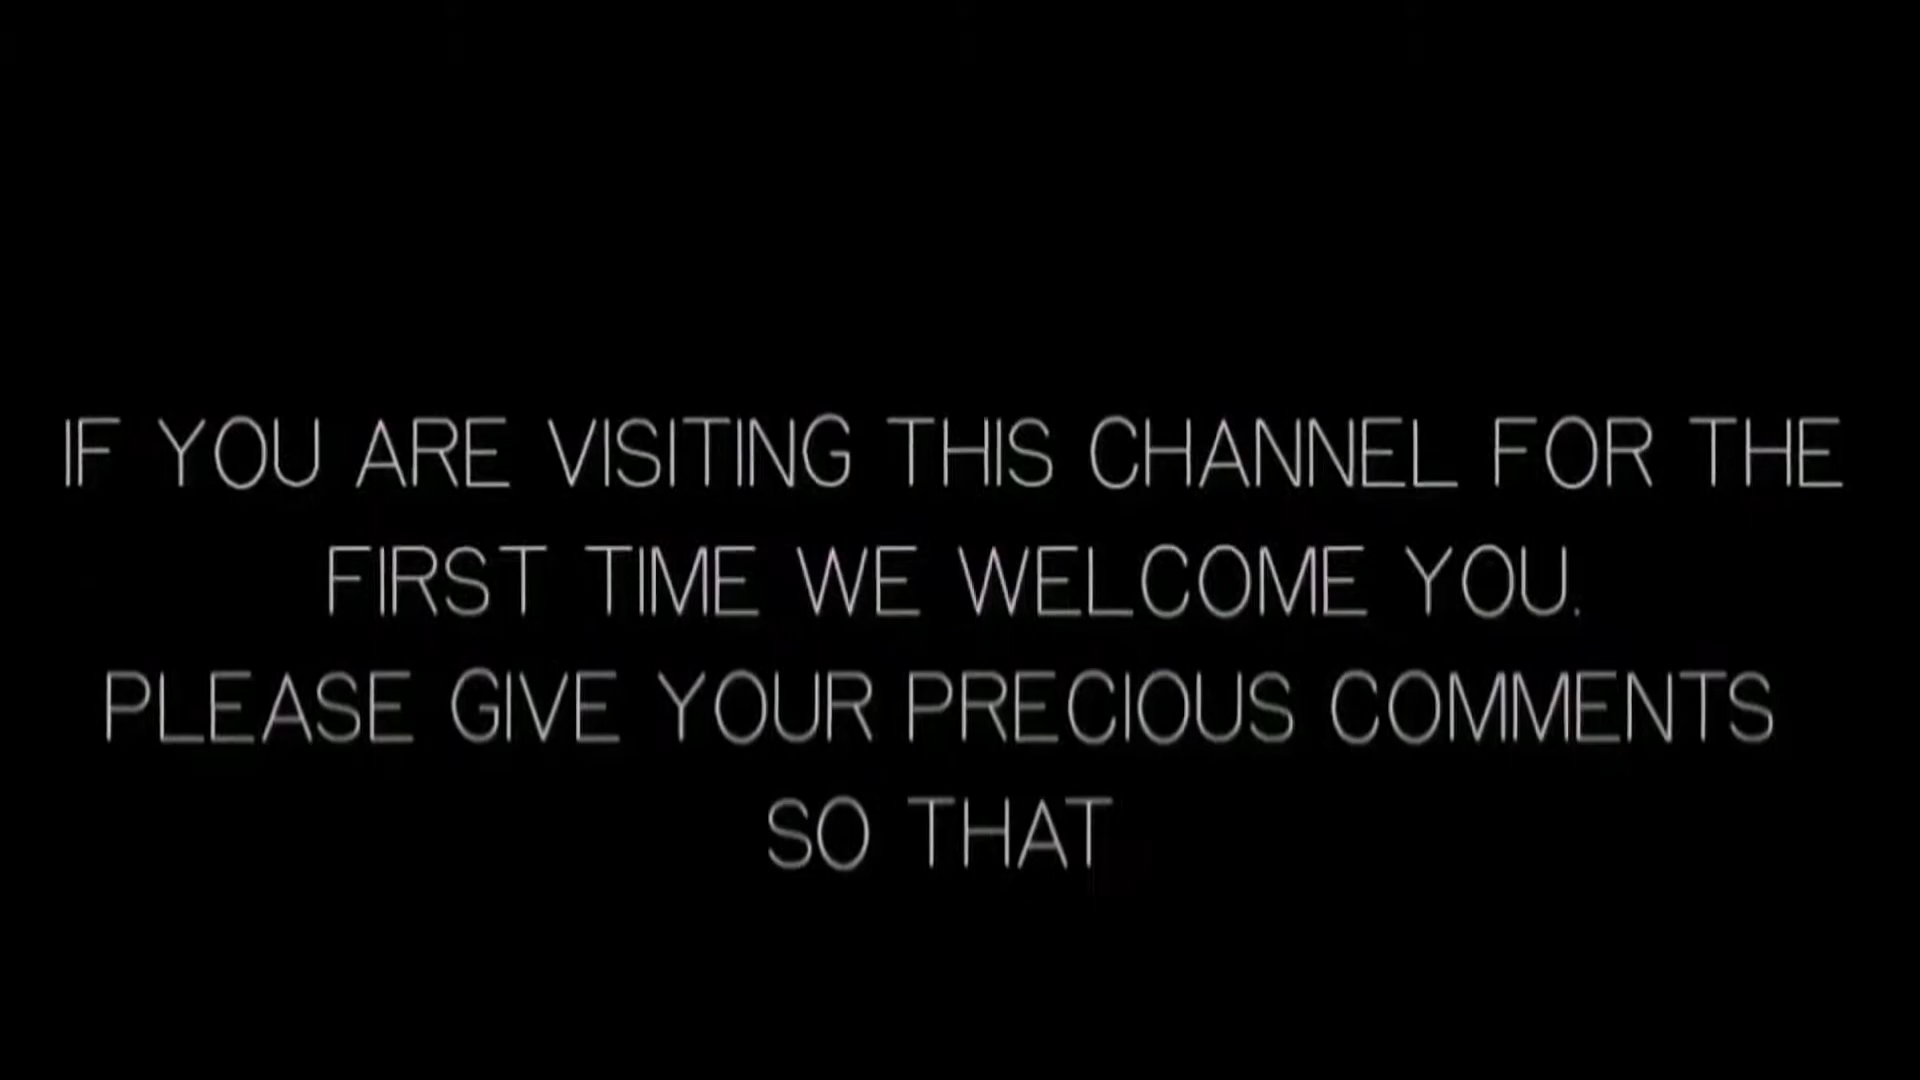 IF YOU ARE VISITING THIS CHANNEL FOR THE
FIRST TIME WE WELCOME YOU.
PLEASE GIVE YOUR PRECIOUS COMMENTS
SO THAT